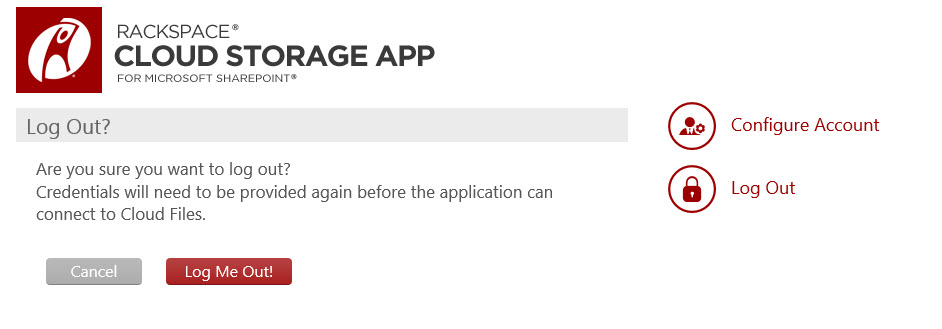 RACKSPACE®
CLOUD STORAGE APP
FOR MICROSOFT SHAREPOINT®
Log Out?
Are you sure you want to log out?
Credentials will need to be provided again before the application can
connect to Cloud Files.
Cancel
Log Me Out!
Configure Account
Log Out